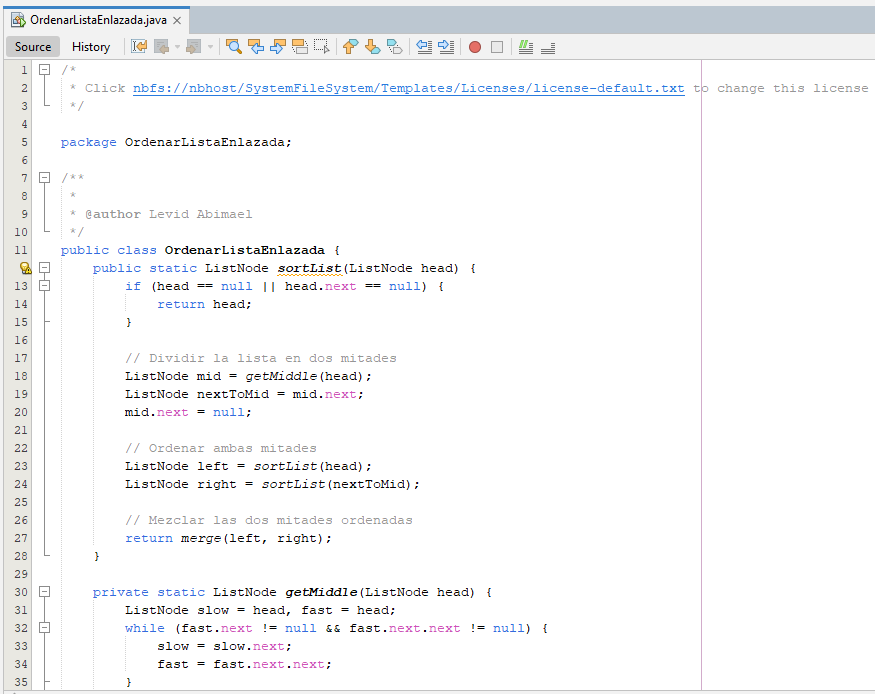 OrdenarListaEnlazada.java
Source History
1 /*
2 * Click nbfs://nbhost/SystemFileSystem/Templates/Licenses/license-default.txt to change this license
3 */
4
5 package OrdenarListaEnlazada;
6
7 /**
8 *
9 * @author Levid Abimael
10 */
11 public class OrdenarListaEnlazada {
public static ListNode sortList(ListNode head) {
13 if (head == null || head.next == null) {
14 return head;
15 }
16
17 // Dividir la lista en dos mitades
18 ListNode mid = getMiddle(head);
19 ListNode nextToMid = mid.next;
20 mid.next = null;
21
22 // Ordenar ambas mitades
23 ListNode left = sortList(head);
24 ListNode right = sortList(nextToMid);
25
26 // Mezclar las dos mitades ordenadas
27 return merge(left, right);
28 }
29
30 private static ListNode getMiddle(ListNode head) {
31 ListNode slow = head, fast = head;
32 while (fast.next != null && fast.next.next != null) {
33 slow = slow.next;
34 fast = fast.next.next;
35 }